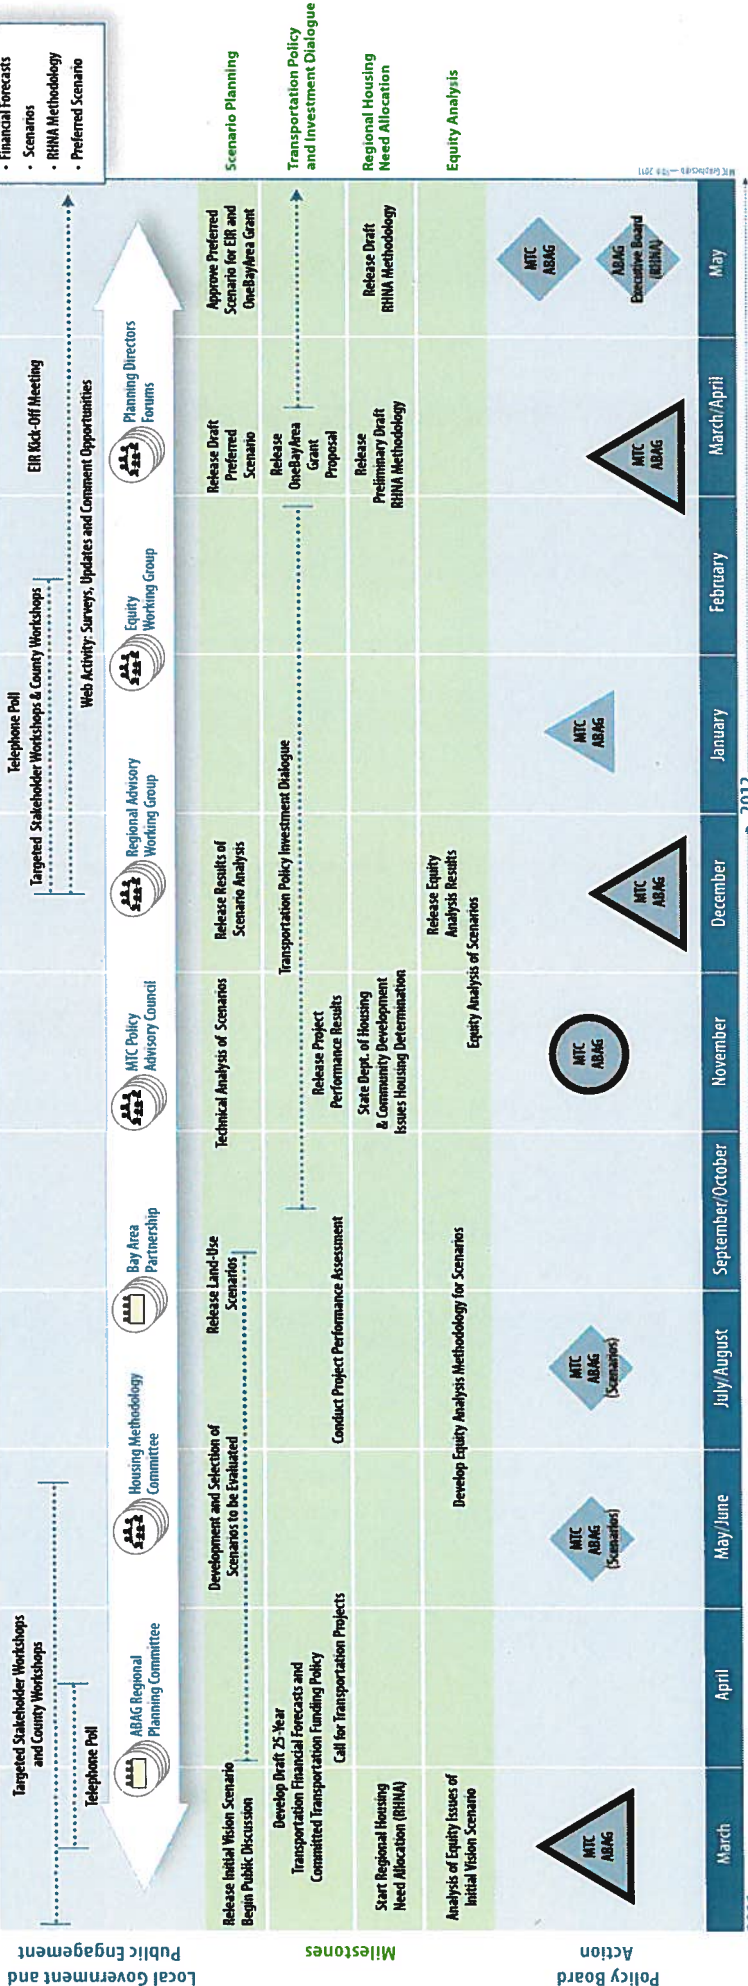 Local Government and
Public Engagement
Targeted Stakeholder Workshops
and County Workshops
Telephone Poll
Telephone Poll
Targeted Stakeholder Workshops & County Workshops
EIR Kick-Off Meeting
Web Activity: Surveys, Updates and Comment Opportunities
• Financial Forecasts
• Scenarios
• RHNA Methodology
• Preferred Scenario
ABAG Regional
Planning Committee
Housing Methodology
Committee
Bay Area
Partnership
MTC Policy
Advisory Council
Regional Advisory
Working Group
Equity
Working Group
Planning Directors
Forums
Milestones
Release Initial Vision Scenario
Begin Public Discussion
Development and Selection of
Scenarios to be Evaluated
Release Land-Use
Scenarios
Technical Analysis of Scenarios
Release Results of
Scenario Analysis
Release Draft
Preferred
Scenario
Approve Preferred
Scenario for EIR and
OneBayArea Grant
Scenario Planning
Develop Draft 25-Year
Transportation Financial Forecasts and
Committed Transportation Funding Policy
Call for Transportation Projects
Conduct Project Performance Assessment
Transportation Policy Investment Dialogue
Release Project
Performance Results
Release
OneBayArea
Grant
Proposal
Transportation Policy
and Investment Dialogue
Start Regional Housing
Need Allocation (RHNA)
State Dept. of Housing
& Community Development
Issues Housing Determination
Release
Preliminary Draft
RHNA Methodology
Release Draft
RHNA Methodology
Regional Housing
Need Allocation
Analysis of Equity Issues of
Initial Vision Scenario
Develop Equity Analysis Methodology for Scenarios
Release Equity
Analysis Results
Equity Analysis of Scenarios
Equity Analysis
Policy Board
Action
MTC
ABAG
MTC
ABAG
(Scenarios)
MTC
ABAG
(Scenarios)
MTC
ABAG
MTC
ABAG
MTC
ABAG
MTC
ABAG
MTC
ABAG
ABAG
Executive Board
(RHNA)
March
April
May/June
July/August
September/October
November
December
January
February
March/April
May
2012